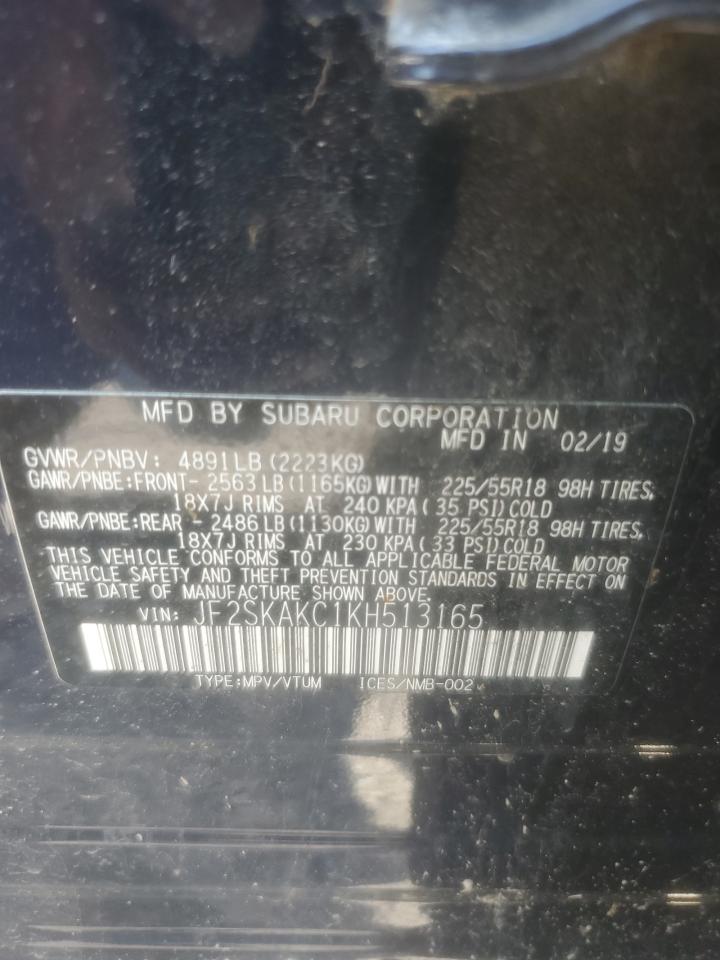 MFD BY SUBARU CORPORATION
MFD IN 02/19
GVWR/PNBV: 4891LB(2223KG)
GAWR/PNBE:FRONT- 2563LB(1165KG)WITH 225/55R18 98H TIRES,
18X7J RIMS AT 240 KPA( 35 PSI)COLD
GAWR/PNBE:REAR - 2486LB(1130KG)WITH 225/55R18 98H TIRES,
18X7J RIMS AT 230 KPA( 33 PSI)COLD
THIS VEHICLE CONFORMS TO ALL APPLICABLE FEDERAL MOTOR
VEHICLE SAFETY AND THEFT PREVENTION STANDARDS IN EFFECT ON
THE DATE OF MANUFACTURE SHOWN ABOVE.
VIN: JF2SKAKC1KH513165
TYPE:MPV/VTUM ICES/NMB-002